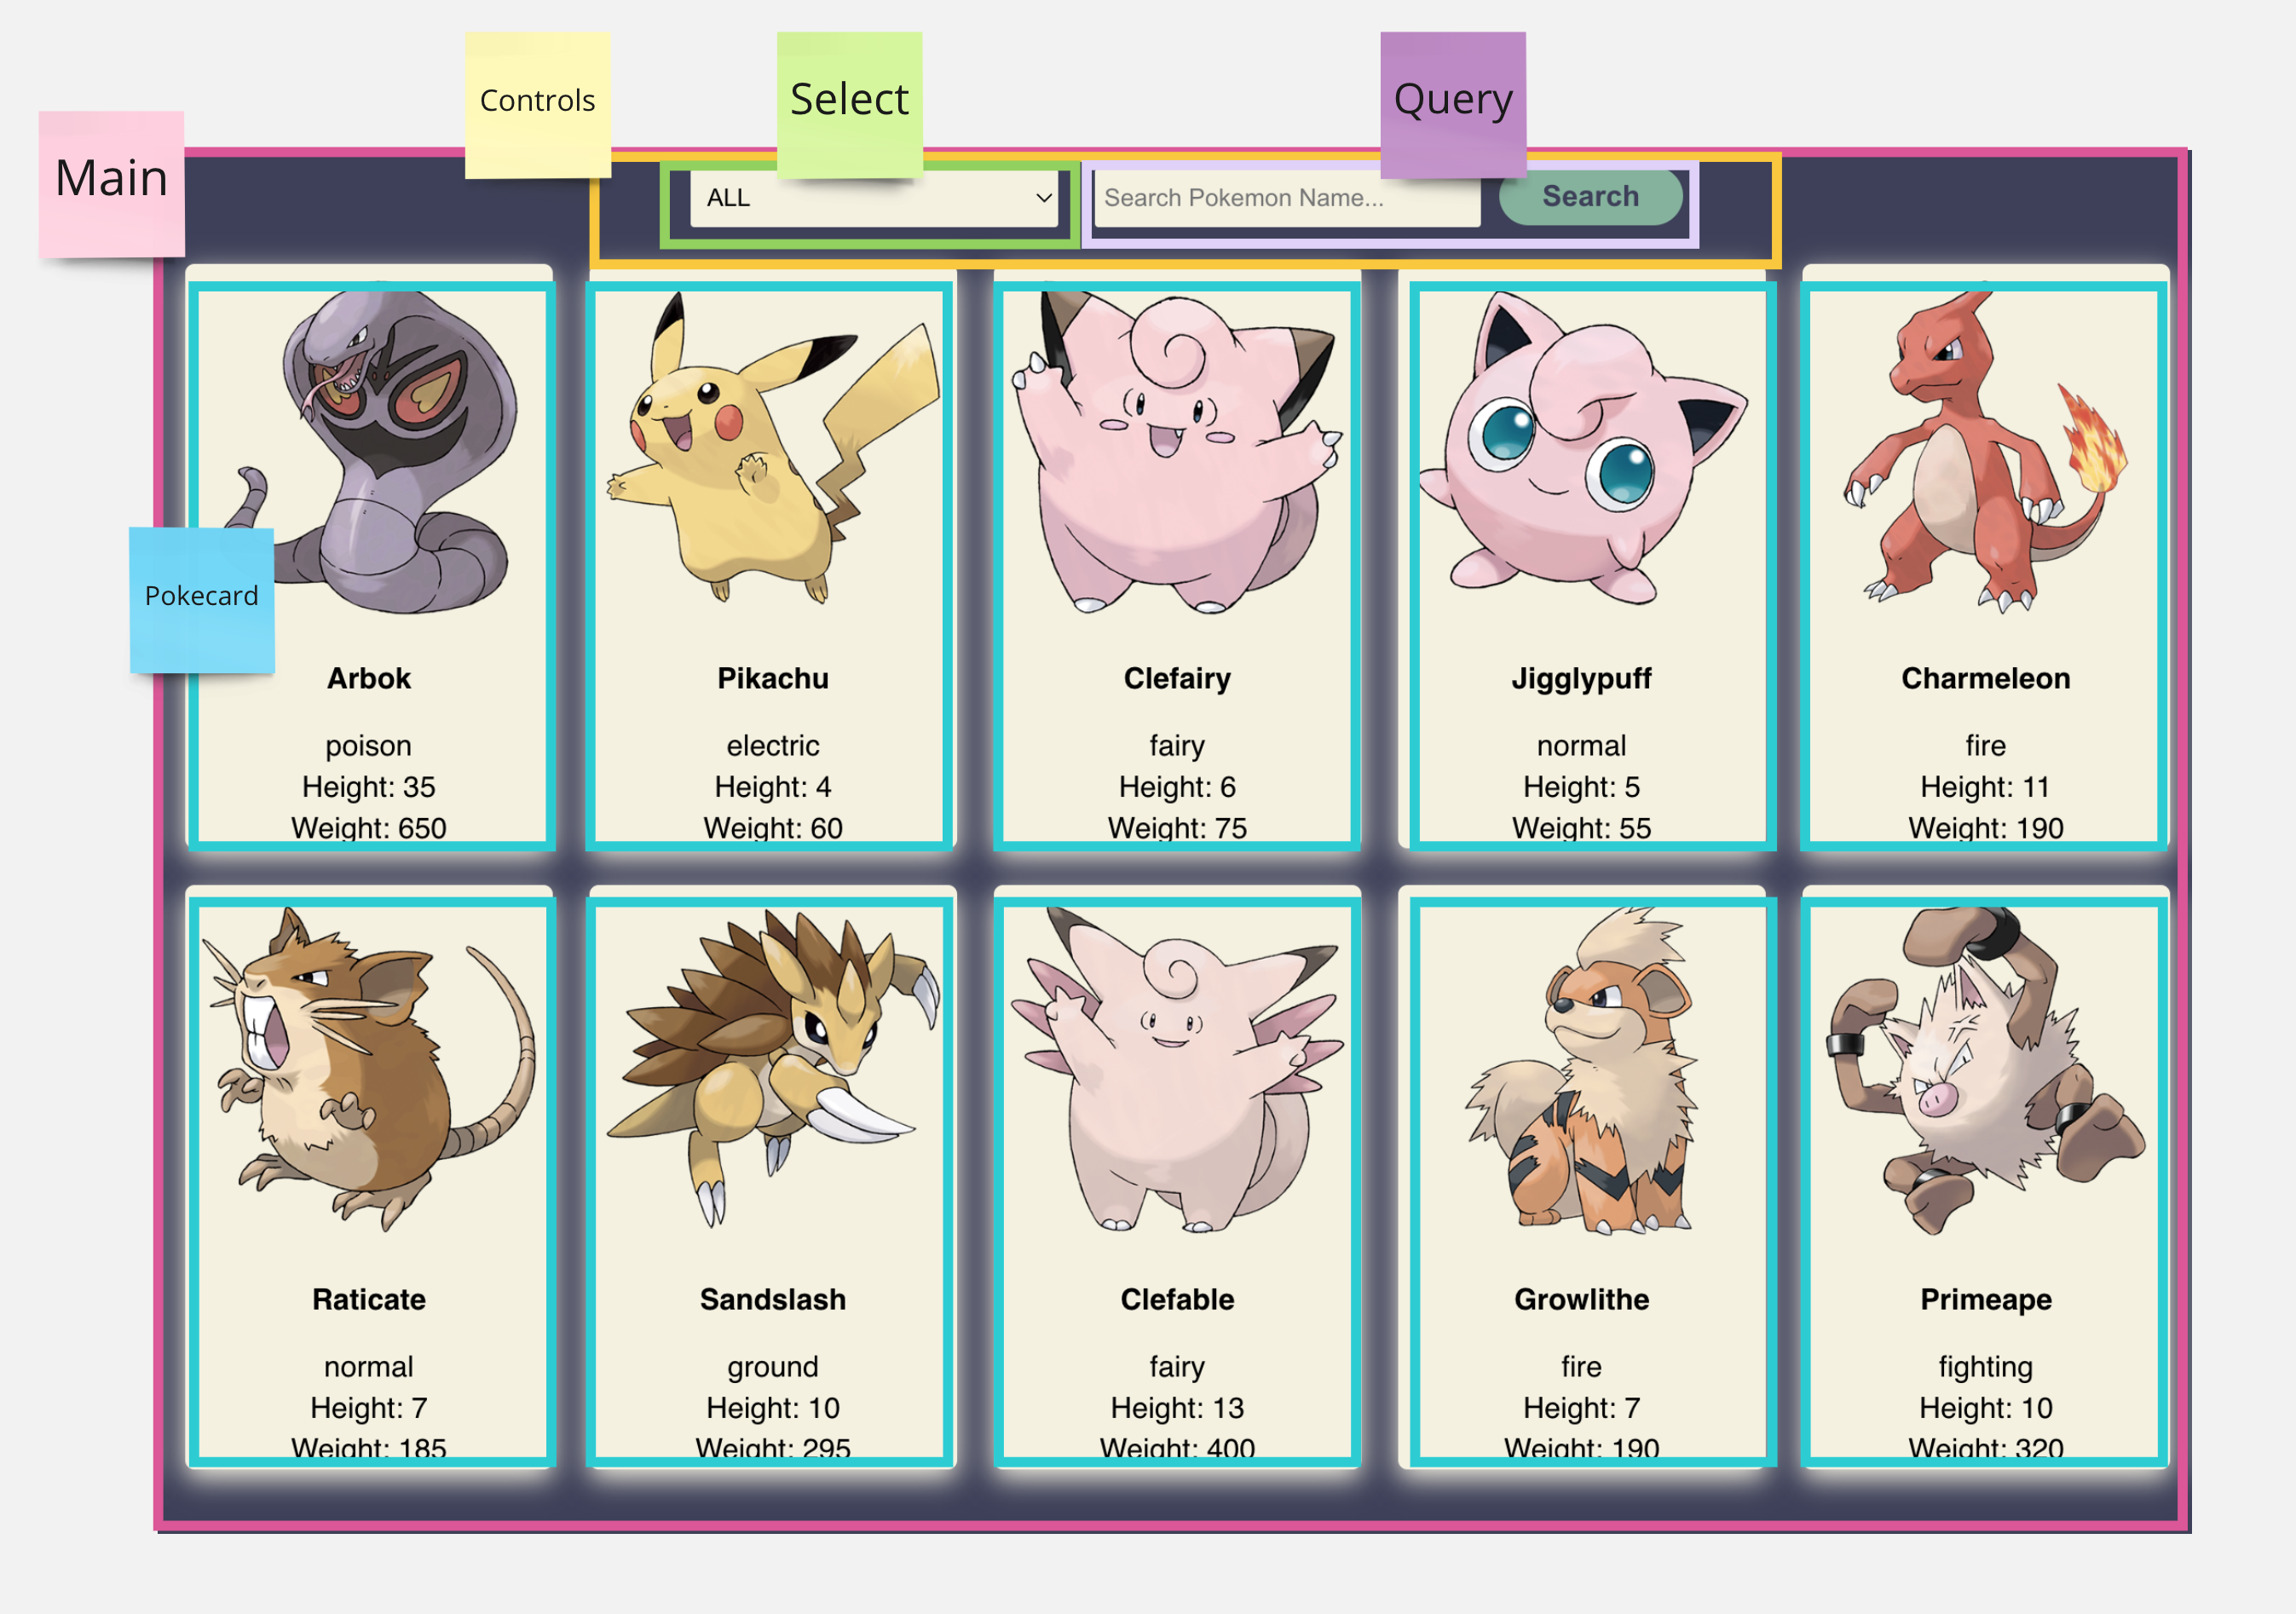 Main
Controls
Select
Query
ALL
Search Pokemon Name...
Search
Pokecard
Arbok
poison
Height: 35
Weight: 650
Pikachu
electric
Height: 4
Weight: 60
Clefairy
fairy
Height: 6
Weight: 75
Jigglypuff
normal
Height: 5
Weight: 55
Charmeleon
fire
Height: 11
Weight: 190
Raticate
normal
Height: 7
Weight: 185
Sandslash
ground
Height: 10
Weight: 295
Clefable
fairy
Height: 13
Weight: 400
Growlithe
fire
Height: 7
Weight: 190
Primeape
fighting
Height: 10
Weight: 320